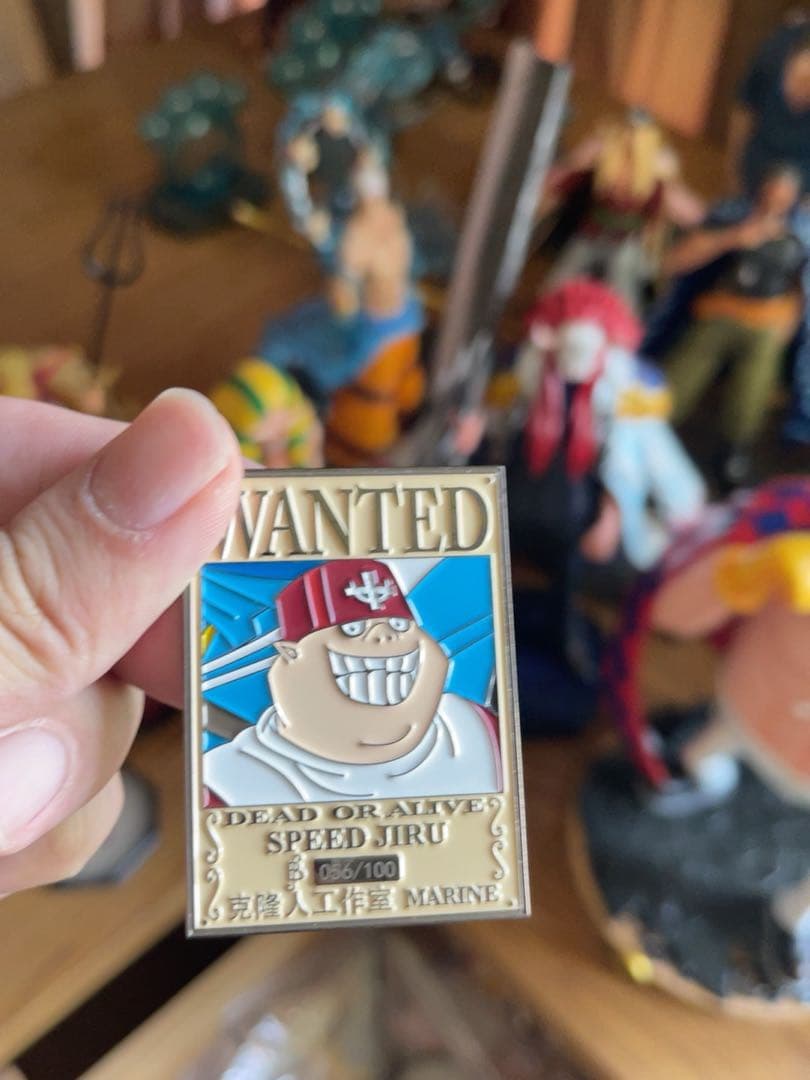 WANTED
DEAD OR ALIVE
SPEED JIRU
056/100
克隆人工作室 MARINE